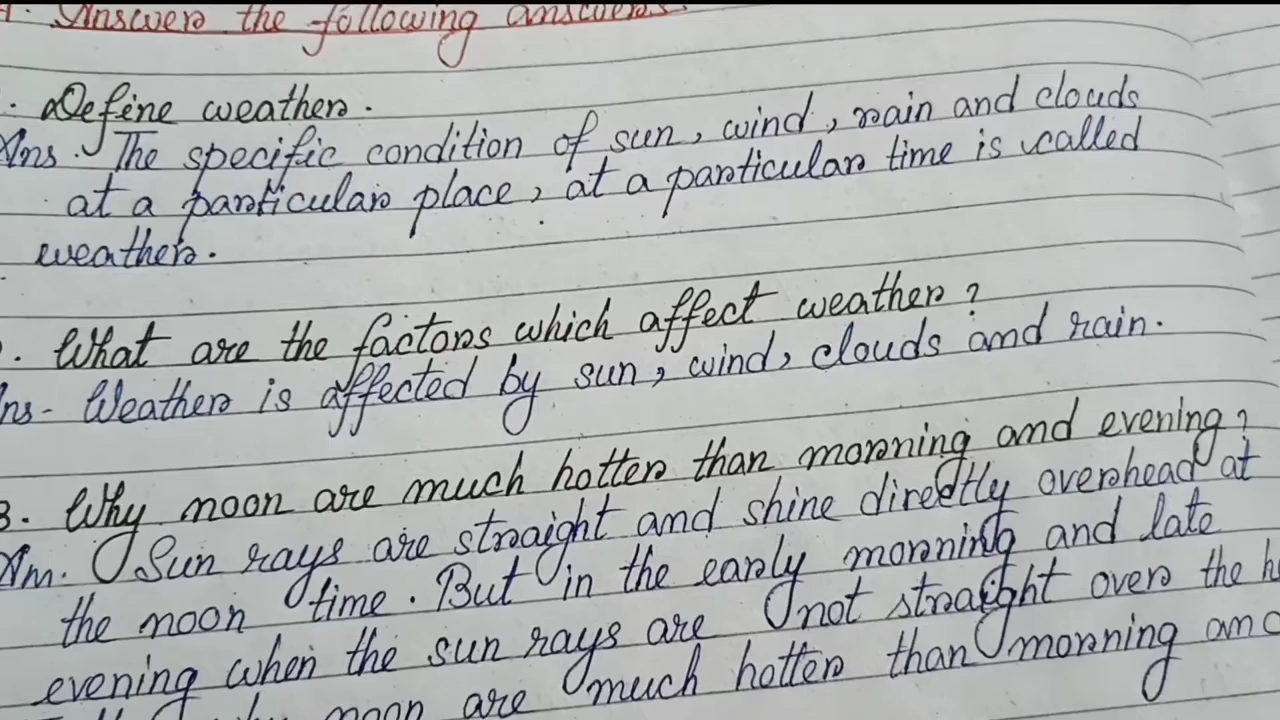 Answer the following answers.
Define weather.
Ans. The specific condition of sun, wind, rain and clouds
at a particular place, at a particular time is called
weather.
What are the factors which affect weather?
Ans- Weather is affected by sun, wind, clouds and rain.
3. Why noon are much hotter than morning and evening?
Ans. Sun rays are straight and shine directly overhead at
the noon time. But in the early morning and late
evening when the sun rays are not straight over the
noon are much hotter than morning and